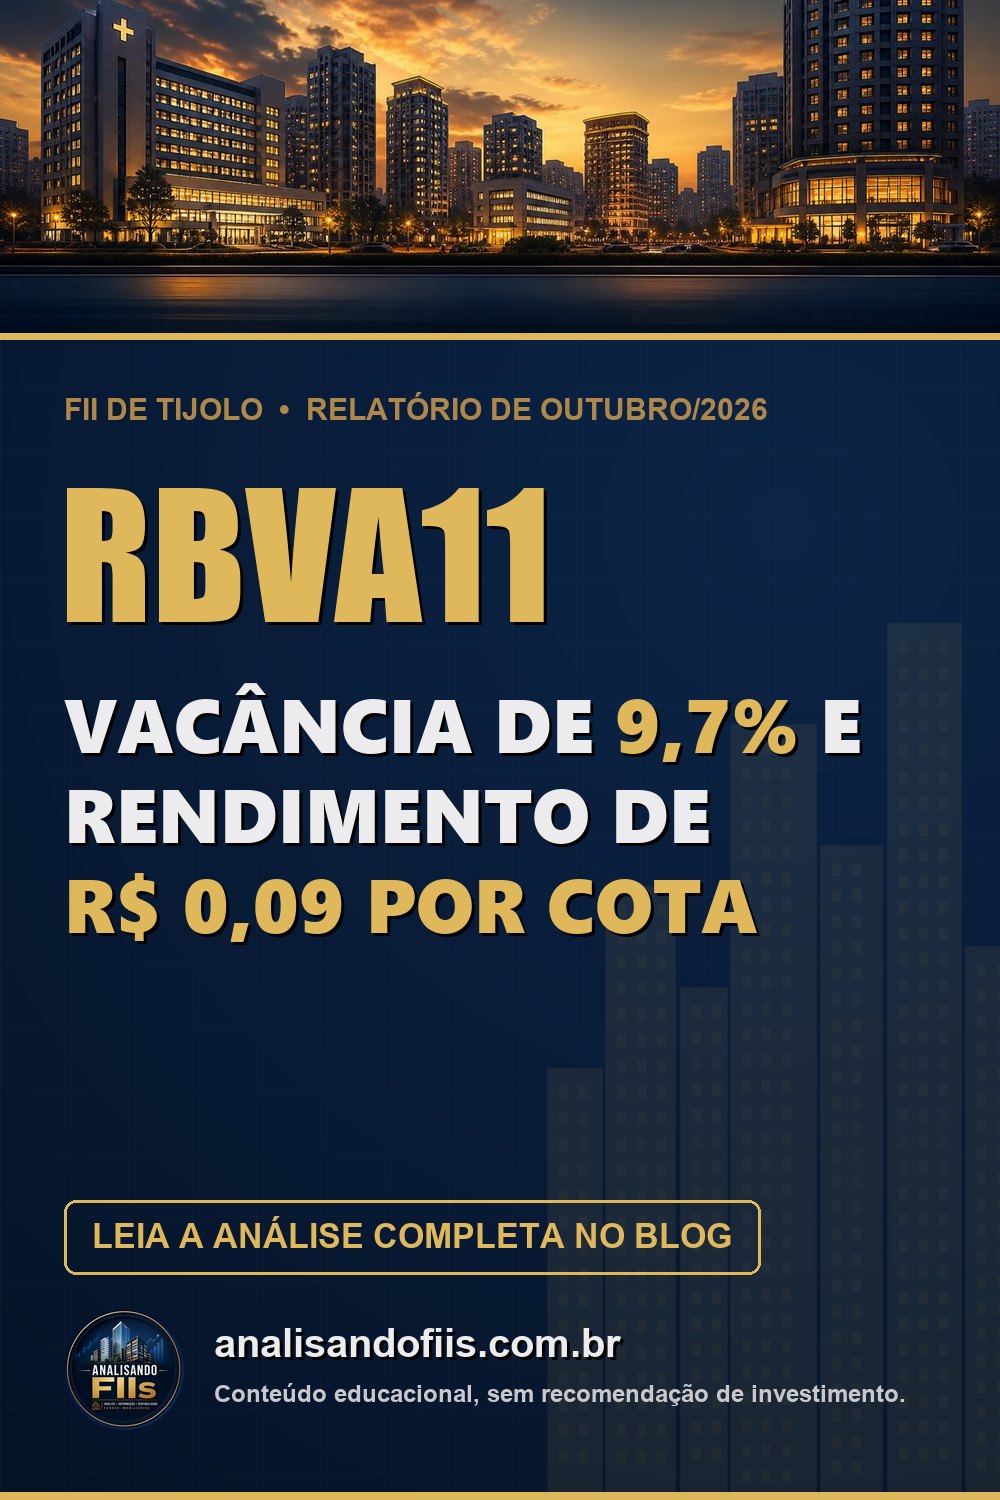 FII DE TIJOLO • RELATÓRIO DE OUTUBRO/2026
RBVA11
VACÂNCIA DE 9,7% E
RENDIMENTO DE
R$ 0,09 POR COTA
LEIA A ANÁLISE COMPLETA NO BLOG
analisandofiis.com.br
Conteúdo educacional, sem recomendação de investimento.
ANALISANDO
FIIs